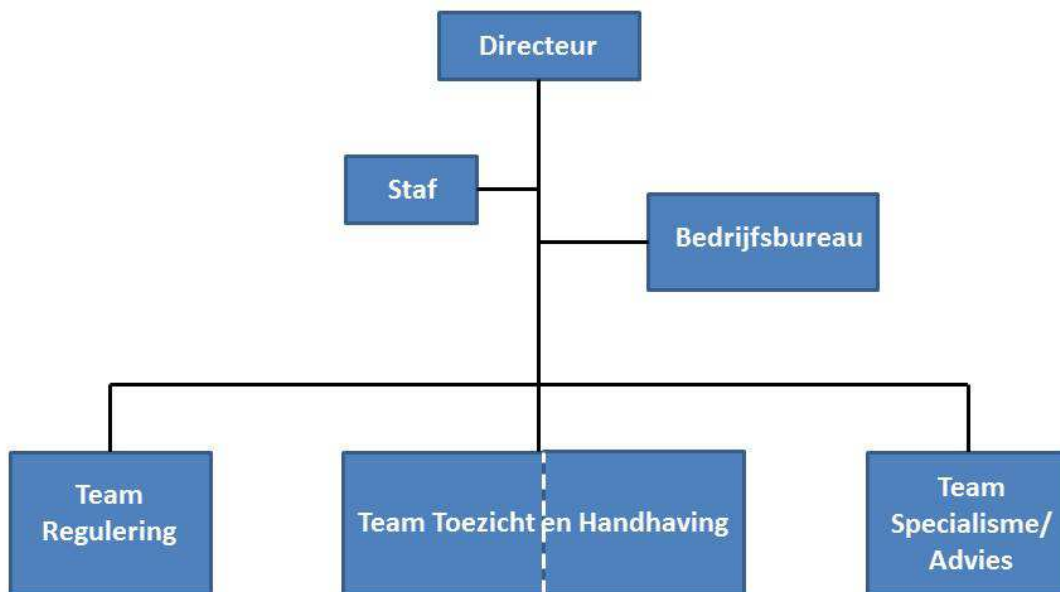 Directeur
Staf
Bedrijfsbureau
Team
Regulering
Team Toezicht en Handhaving
Team
Specialisme/
Advies